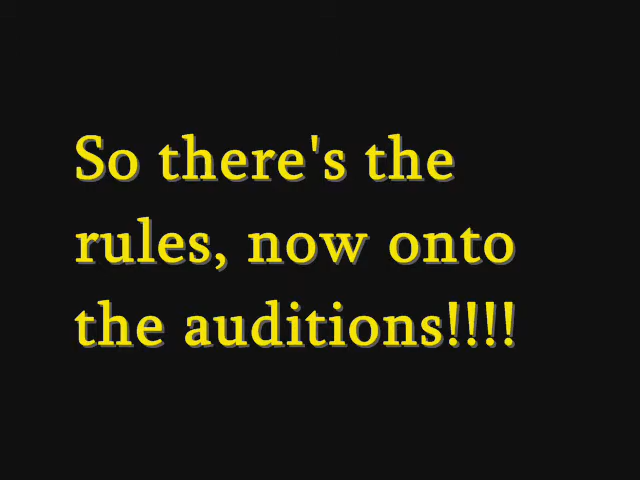 So there's the
rules, now onto
the auditions!!!!